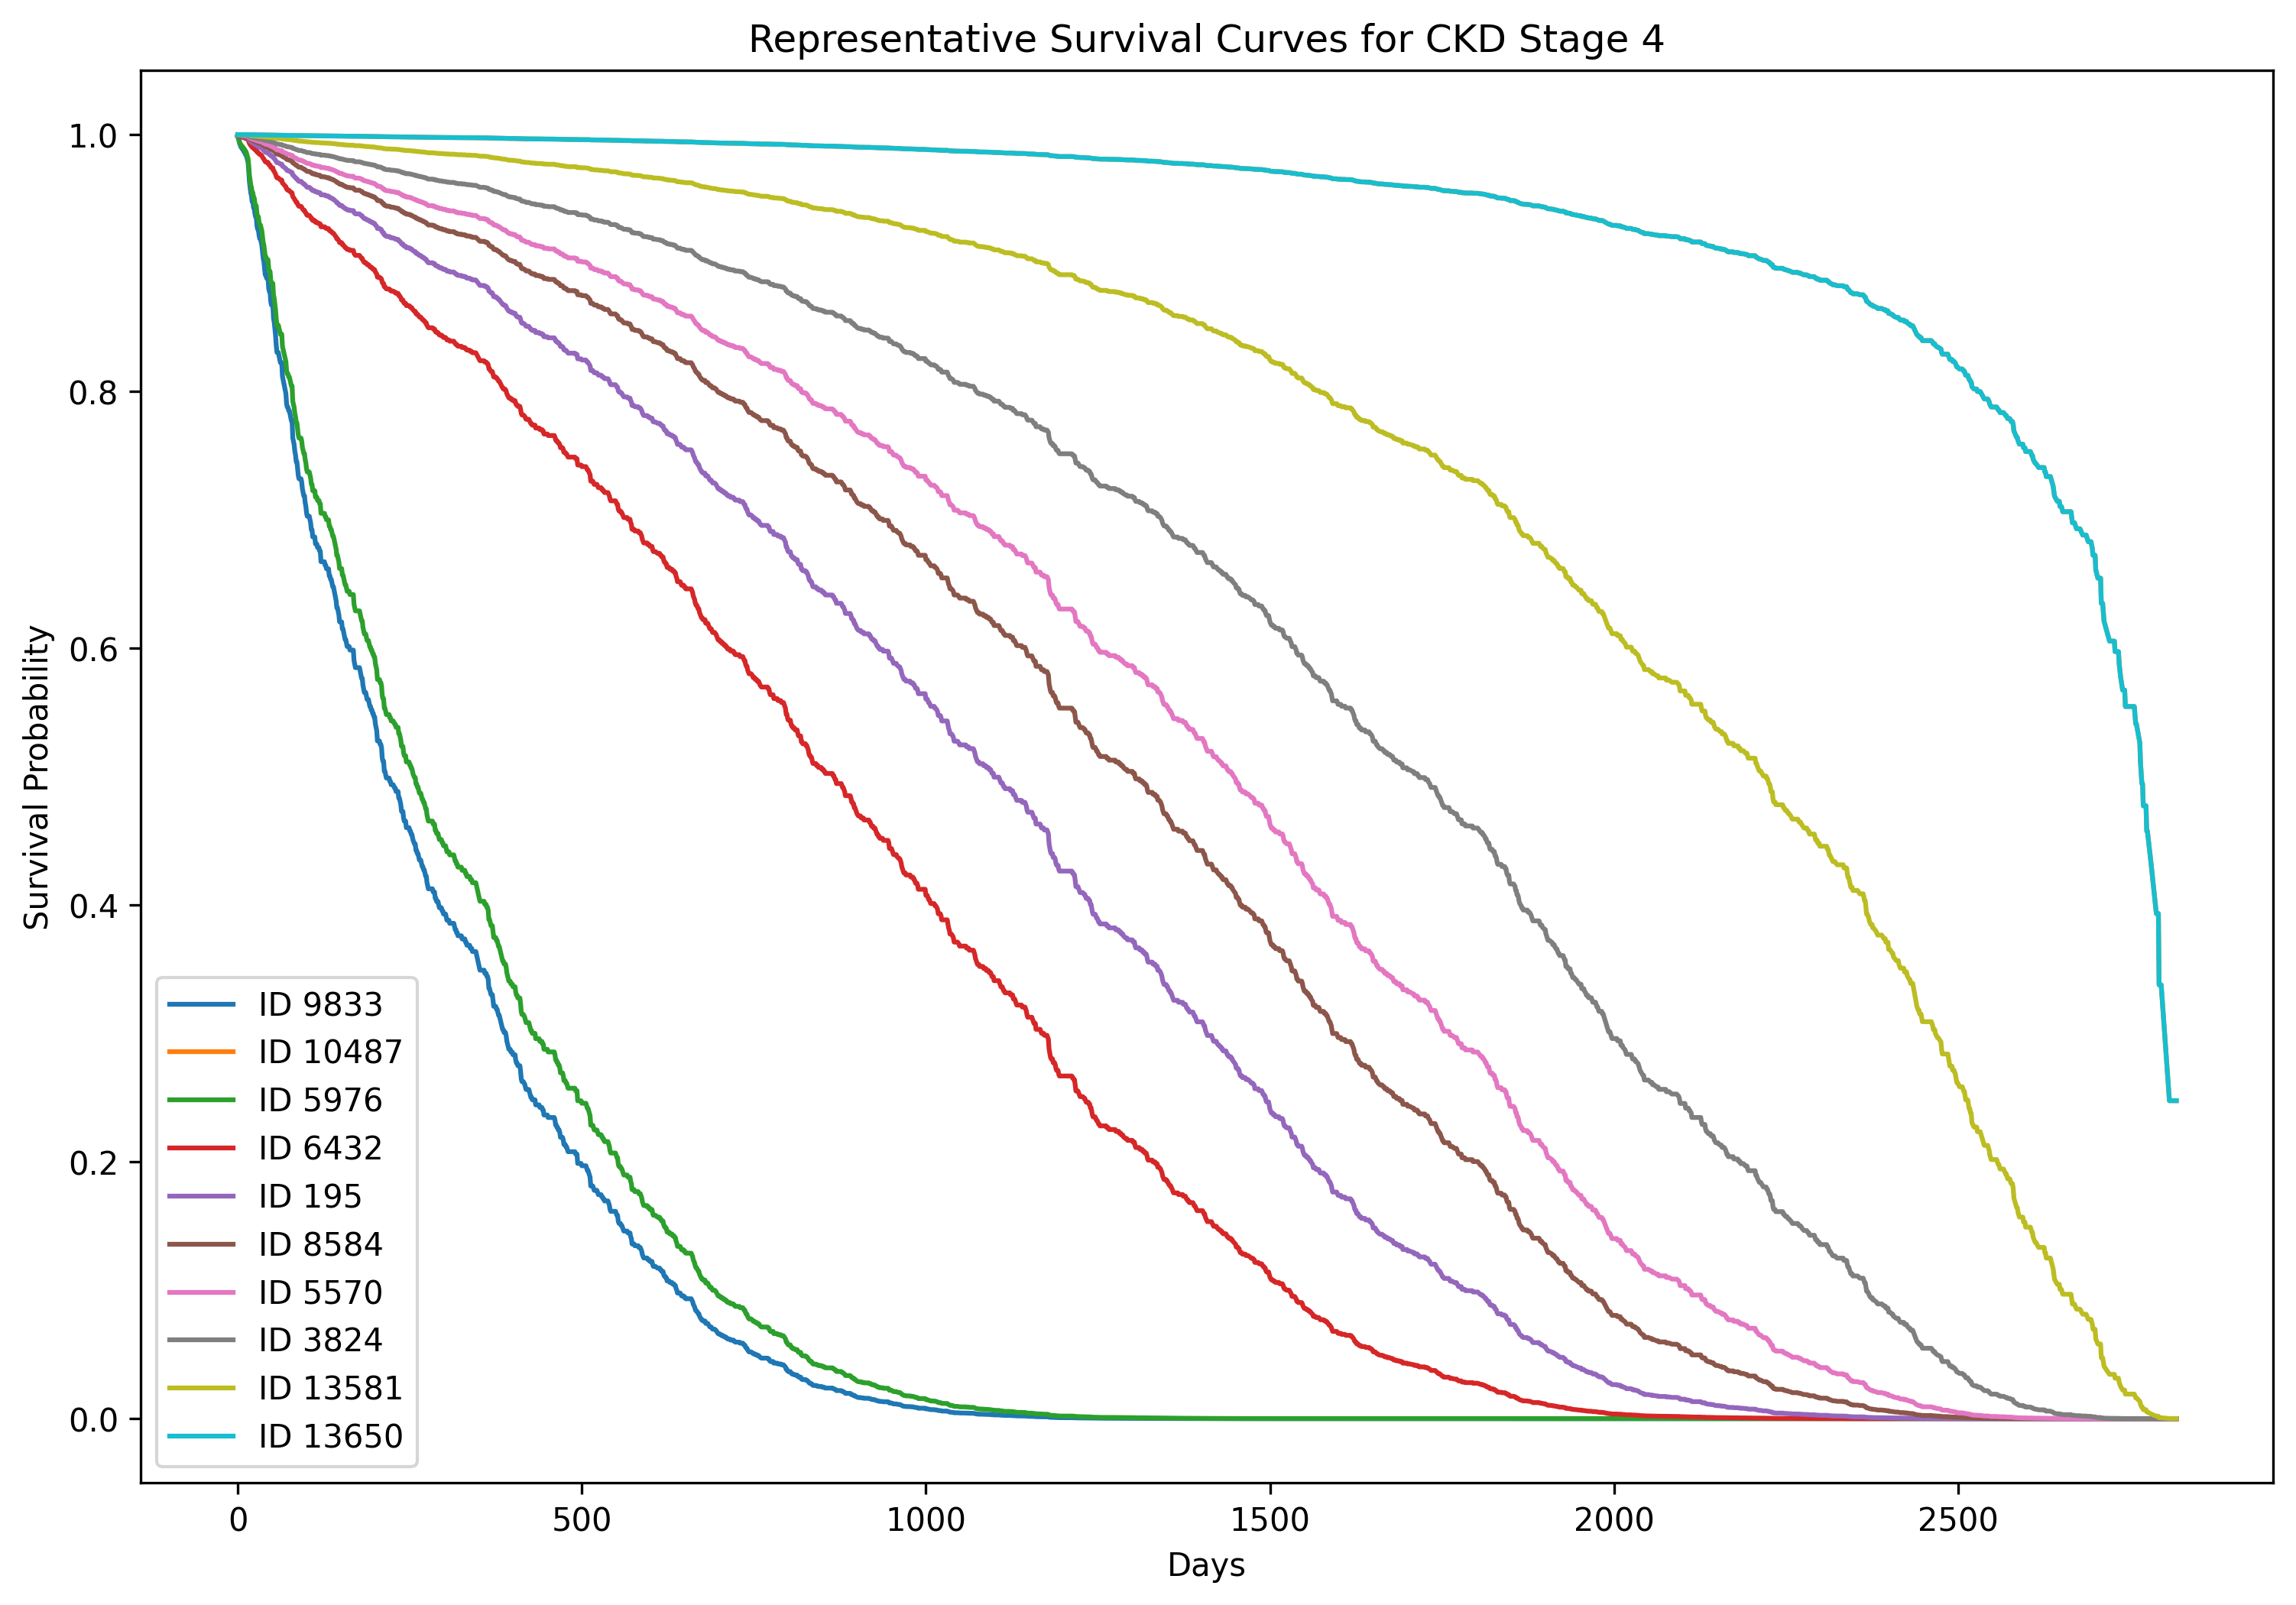 Representative Survival Curves for CKD Stage 4
1.0
0.8
0.6
0.4
0.2
0.0
Survival Probability
ID 9833
ID 10487
ID 5976
ID 6432
ID 195
ID 8584
ID 5570
ID 3824
ID 13581
ID 13650
0 500 1000 1500 2000 2500
Days